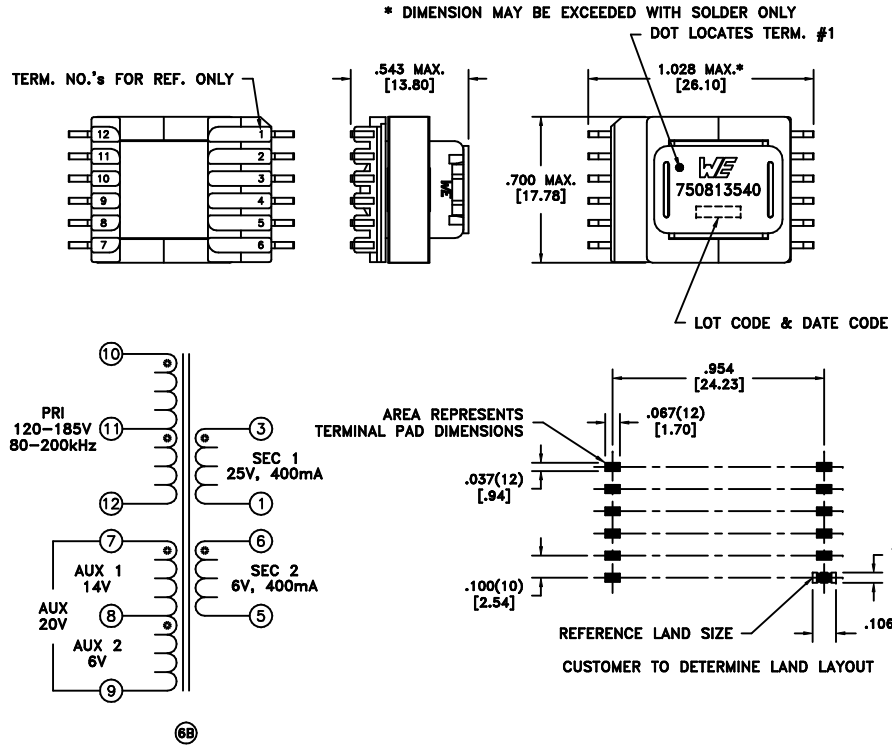 * DIMENSION MAY BE EXCEEDED WITH SOLDER ONLY
DOT LOCATES TERM. #1
TERM. NO.'s FOR REF. ONLY
.543 MAX.
[13.80]
1.028 MAX.*
[26.10]
12
11
10
9
8
7
1
2
3
4
5
6
WE
.700 MAX.
[17.78]
WE
750813540
LOT CODE & DATE CODE
10
11
12
PRI
120-185V
80-200kHz
3
SEC 1
25V, 400mA
1
7
AUX 1
14V
8
AUX
20V
AUX 2
6V
9
6
SEC 2
6V, 400mA
5
6B
.954
[24.23]
AREA REPRESENTS
TERMINAL PAD DIMENSIONS
.067(12)
[1.70]
.037(12)
[.94]
.100(10)
[2.54]
.106
REFERENCE LAND SIZE
CUSTOMER TO DETERMINE LAND LAYOUT